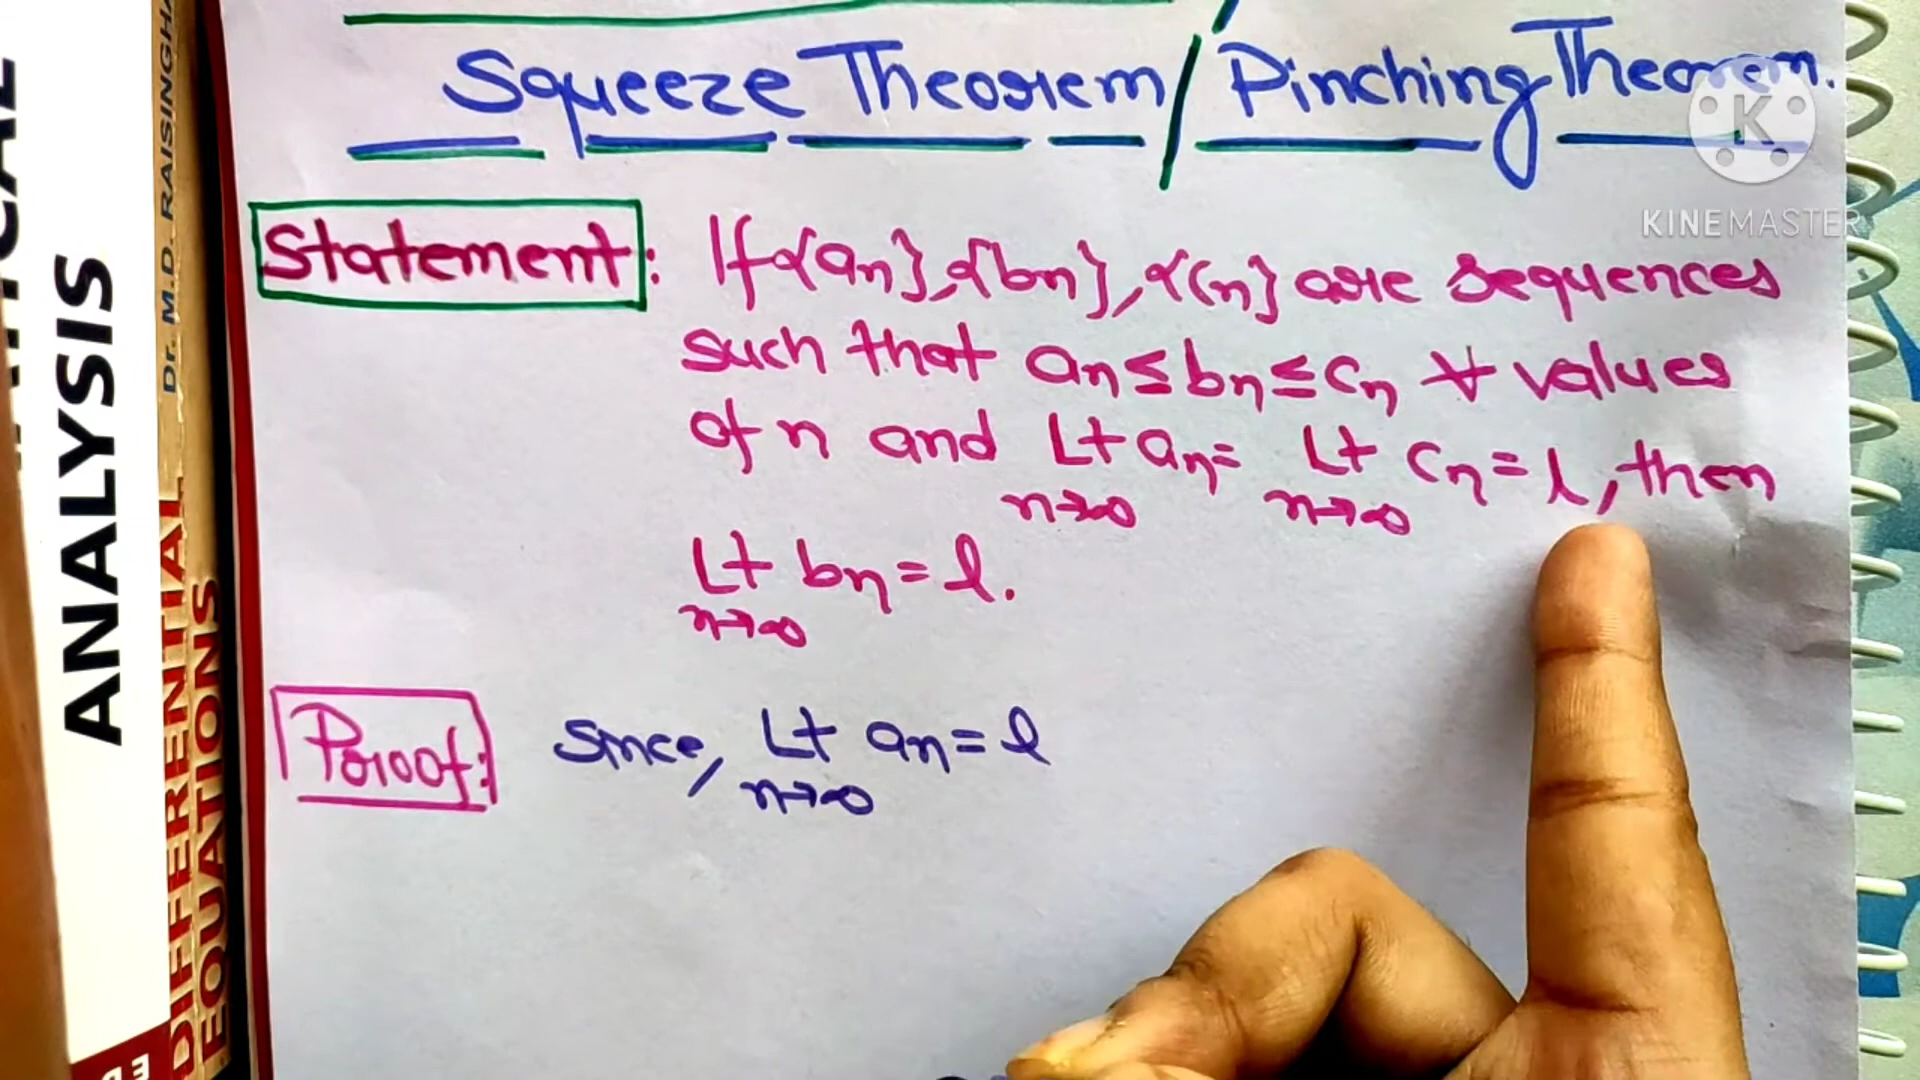 Squeeze Theorem / Pinching Theorem.
KINEMASTER
Statement: If {an}, {bn}, {cn} are sequences
such that an ≤ bn ≤ cn ∀ values
of n and Lt an = Lt cn = l, then
n→∞ n→∞
Lt bn = l.
n→∞
Proof: Since, Lt an = l
n→∞
ANALYSIS
DIFFERENTIAL
EQUATIONS
Dr. M.D. RAISINGHA